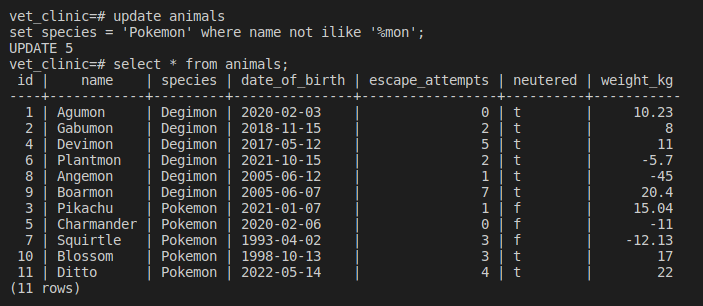 vet_clinic=# update animals
set species = 'Pokemon' where name not ilike '%mon';
UPDATE 5
vet_clinic=# select * from animals;
 id |    name    | species | date_of_birth | escape_attempts | neutered | weight_kg
----+------------+---------+---------------+-----------------+----------+-----------
  1 | Agumon     | Degimon | 2020-02-03    |               0 | t        |     10.23
  2 | Gabumon    | Degimon | 2018-11-15    |               2 | t        |         8
  4 | Devimon    | Degimon | 2017-05-12    |               5 | t        |        11
  6 | Plantmon   | Degimon | 2021-10-15    |               2 | t        |      -5.7
  8 | Angemon    | Degimon | 2005-06-12    |               1 | t        |       -45
  9 | Boarmon    | Degimon | 2005-06-07    |               7 | t        |      20.4
  3 | Pikachu    | Pokemon | 2021-01-07    |               1 | f        |     15.04
  5 | Charmander | Pokemon | 2020-02-06    |               0 | f        |       -11
  7 | Squirtle   | Pokemon | 1993-04-02    |               3 | f        |    -12.13
 10 | Blossom    | Pokemon | 1998-10-13    |               3 | t        |        17
 11 | Ditto      | Pokemon | 2022-05-14    |               4 | t        |        22
(11 rows)